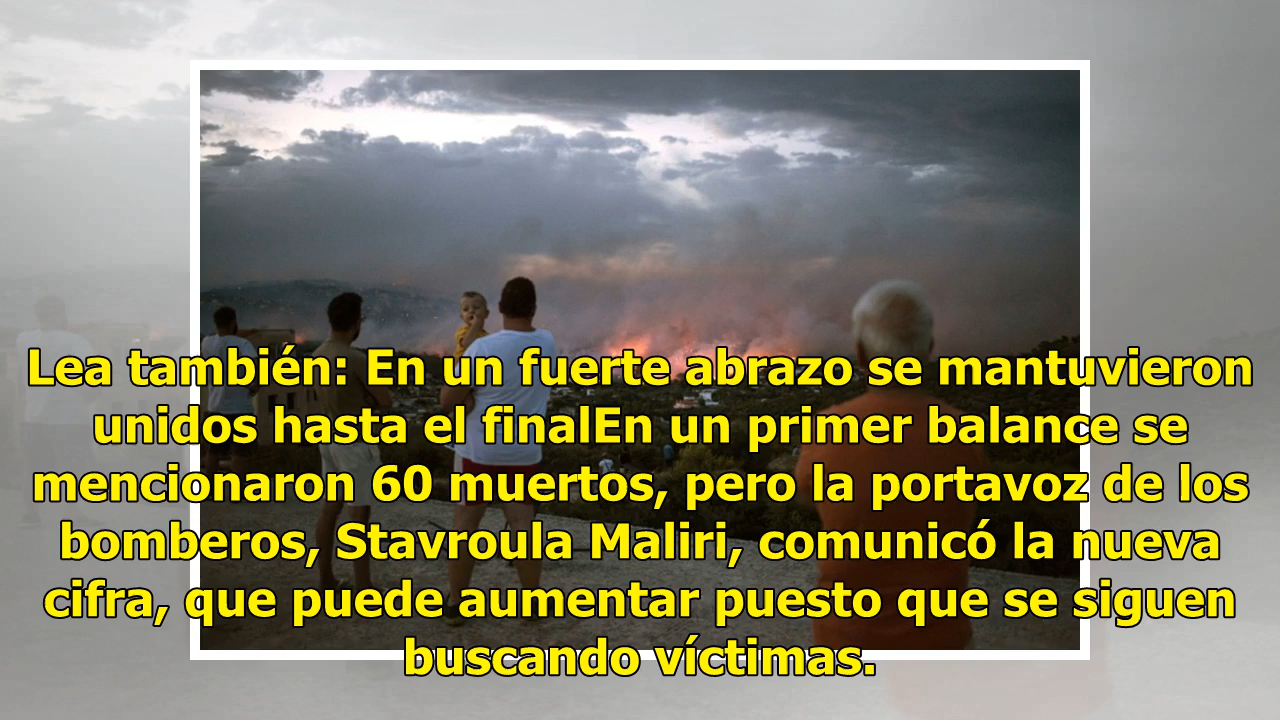 Lea también: En un fuerte abrazo se mantuvieron
unidos hasta el finalEn un primer balance se
mencionaron 60 muertos, pero la portavoz de los
bomberos, Stavroula Maliri, comunicó la nueva
cifra, que puede aumentar puesto que se siguen
buscando víctimas.